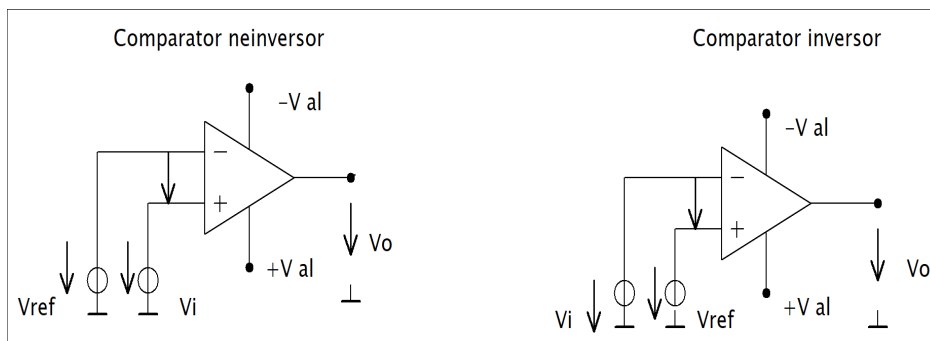 Comparator neinversor
−V al
−
+
Vo
+V al
Vref
Vi
Comparator inversor
−V al
−
+
Vo
+V al
Vi
Vref